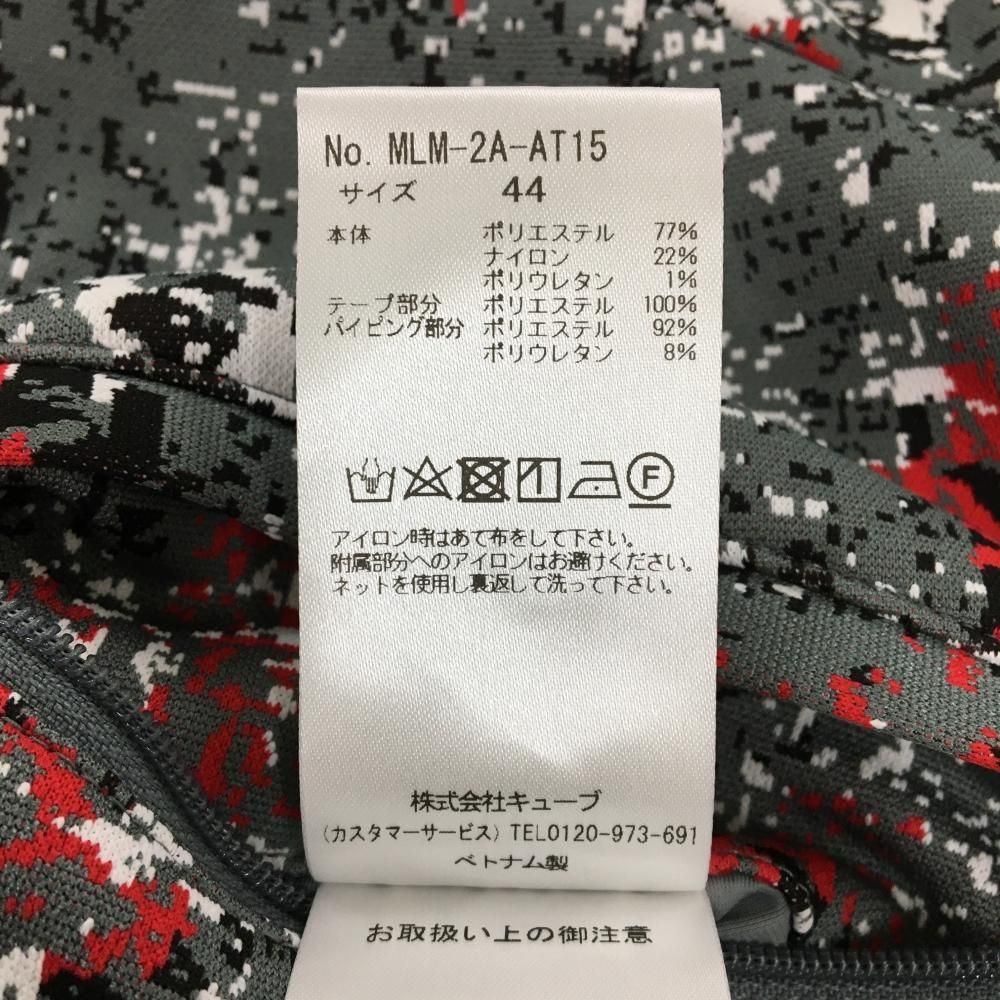 No. MLM-2A-AT15
サイズ 44
本体 ポリエステル 77%
ナイロン 22%
ポリウレタン 1%
テープ部分 ポリエステル 100%
パイピング部分 ポリエステル 92%
ポリウレタン 8%
F
アイロン時はあて布をして下さい。
附属部分へのアイロンはお避けください。
ネットを使用し裏返して洗って下さい。
株式会社キューブ
(カスタマーサービス) TEL0120-973-691
ベトナム製
お取扱い上の御注意